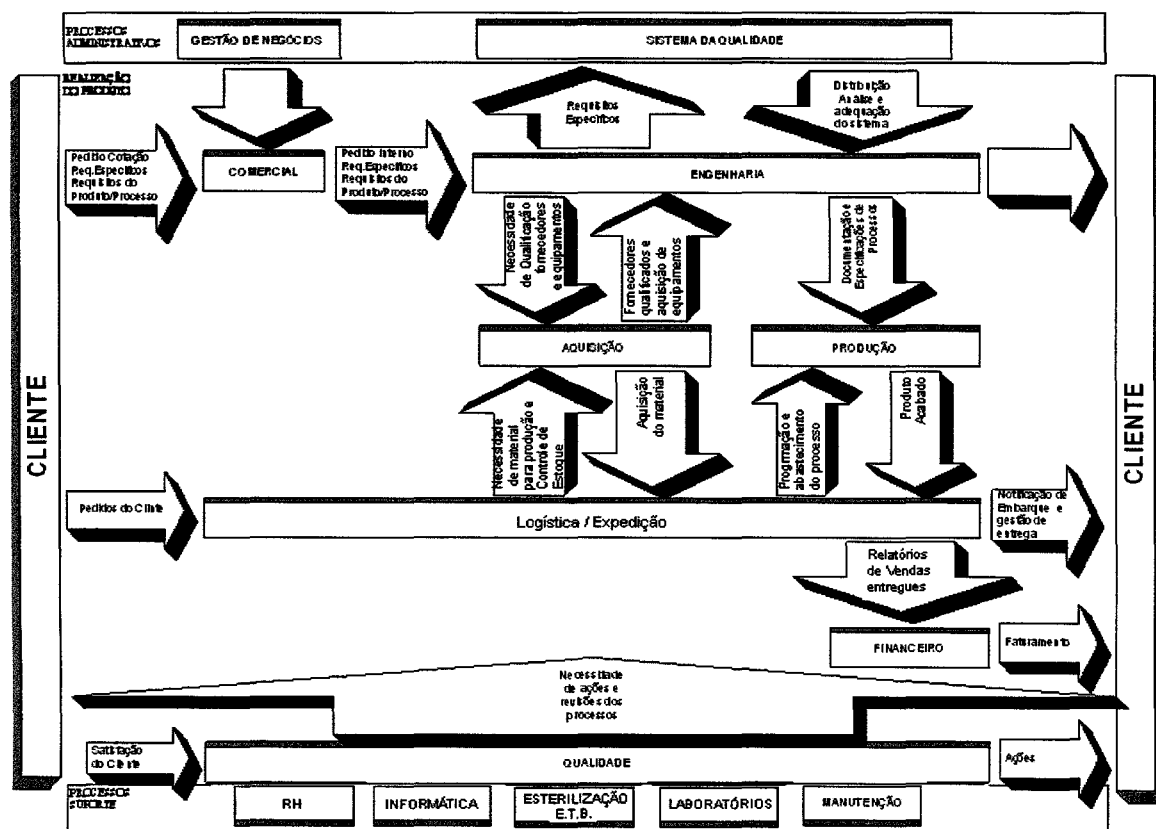 PROCESSOS
ADMINISTRATIVOS
GESTÃO DE NEGÓCIOS
SISTEMA DA QUALIDADE
REALIZAÇÃO
DO PRODUTO
Requisitos
Específicos
Distribuição
Análise e
adequação
do sistema
Pedido Cotação
Req.Específicos
Requisitos do
Produto/Processo
COMERCIAL
Pedido Interno
Req.Específicos
Requisitos do
Produto/Processo
ENGENHARIA
Necessidade
de Qualificação
fornecedores
e equipamentos
Fornecedores
qualificados e
aquisição de
equipamentos
Documentação e
Especificações de
Processos
CLIENTE
AQUISIÇÃO
PRODUÇÃO
CLIENTE
Necessidade
de material
para produção e
Controle de
Estoque
Aquisição
do material
Programação e
abastecimento
do processo
Produto
Acabado
Pedidos do Cliente
Logística / Expedição
Notificação de
Embarque e
gestão de
entrega
Relatórios
de Vendas
entregues
FINANCEIRO
Faturamento
Necessidade
de ações e
revisões dos
processos
Satisfação
do Cliente
QUALIDADE
Ações
PROCESSOS
SUPORTE
RH
INFORMÁTICA
ESTERILIZAÇÃO
E.T.B.
LABORATÓRIOS
MANUTENÇÃO